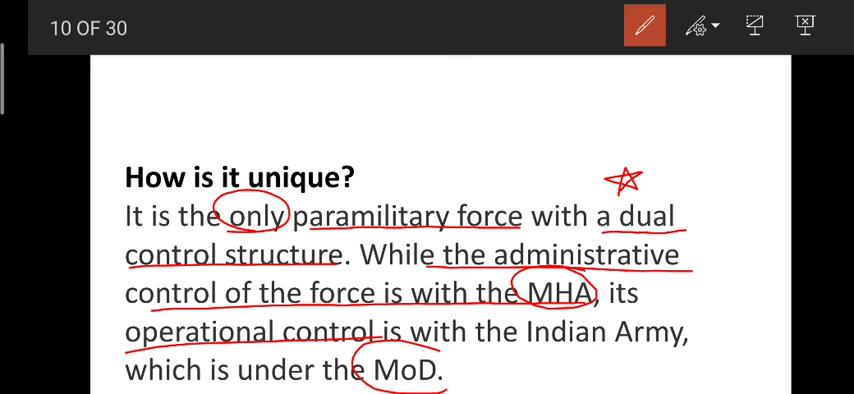 10 OF 30
How is it unique?
It is the only paramilitary force with a dual
control structure. While the administrative
control of the force is with the MHA, its
operational control is with the Indian Army,
which is under the MoD.